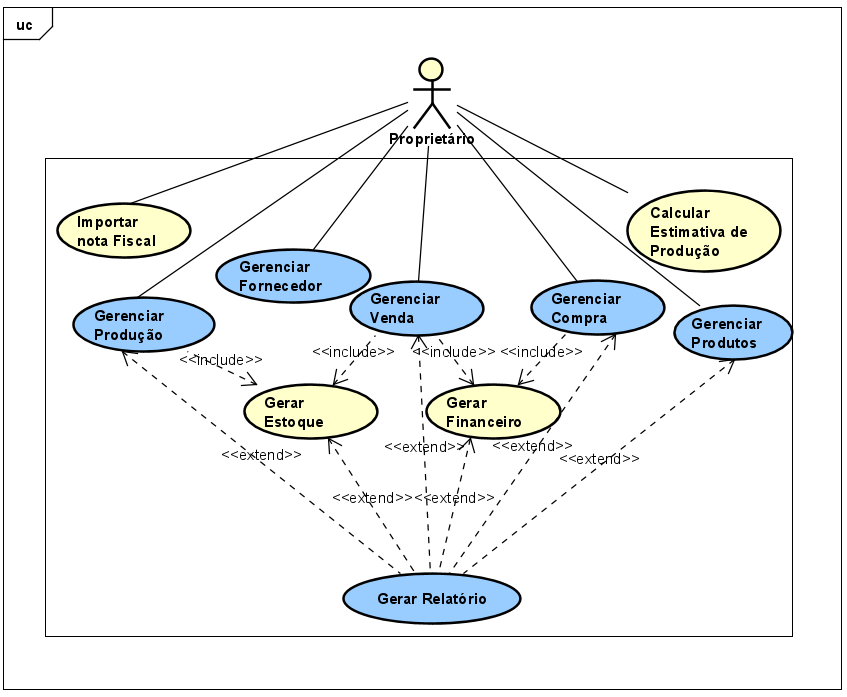 uc
Proprietário
Importar
nota Fiscal
Calcular
Estimativa de
Produção
Gerenciar
Fornecedor
Gerenciar
Venda
Gerenciar
Compra
Gerenciar
Produção
Gerenciar
Produtos
<<include>>
<<include>>
<<include>>
<<include>>
Gerar
Estoque
Gerar
Financeiro
<<extend>>
<<extend>>
<<extend>>
<<extend>>
<<extend>>
<<extend>>
Gerar Relatório